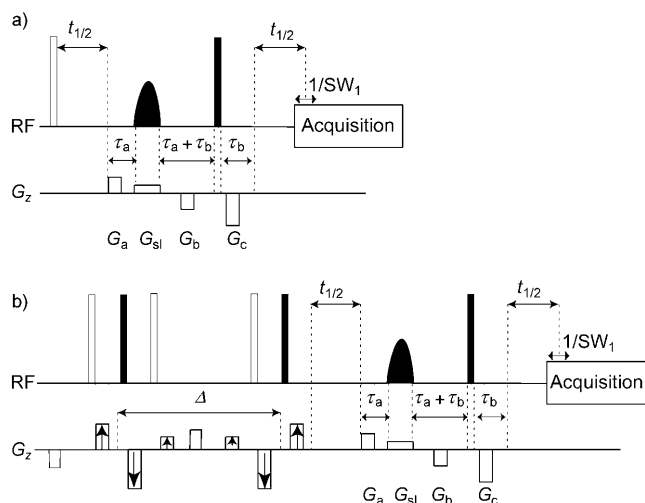 a)
t1/2 t1/2
1/SW1
RF Acquisition
τa τa + τb τb
Gz
Ga Gsl Gb Gc
b)
t1/2 t1/2
1/SW1
RF Acquisition
Δ τa τa + τb τb
Gz
Ga Gsl Gb Gc